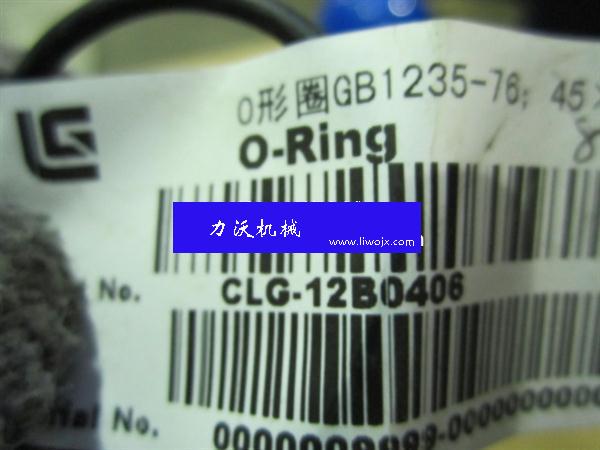 O形圈GB1235-76; 45×
O-Ring
力沃机械
www.liwojx.com
No.
CLG-12B0406
No.